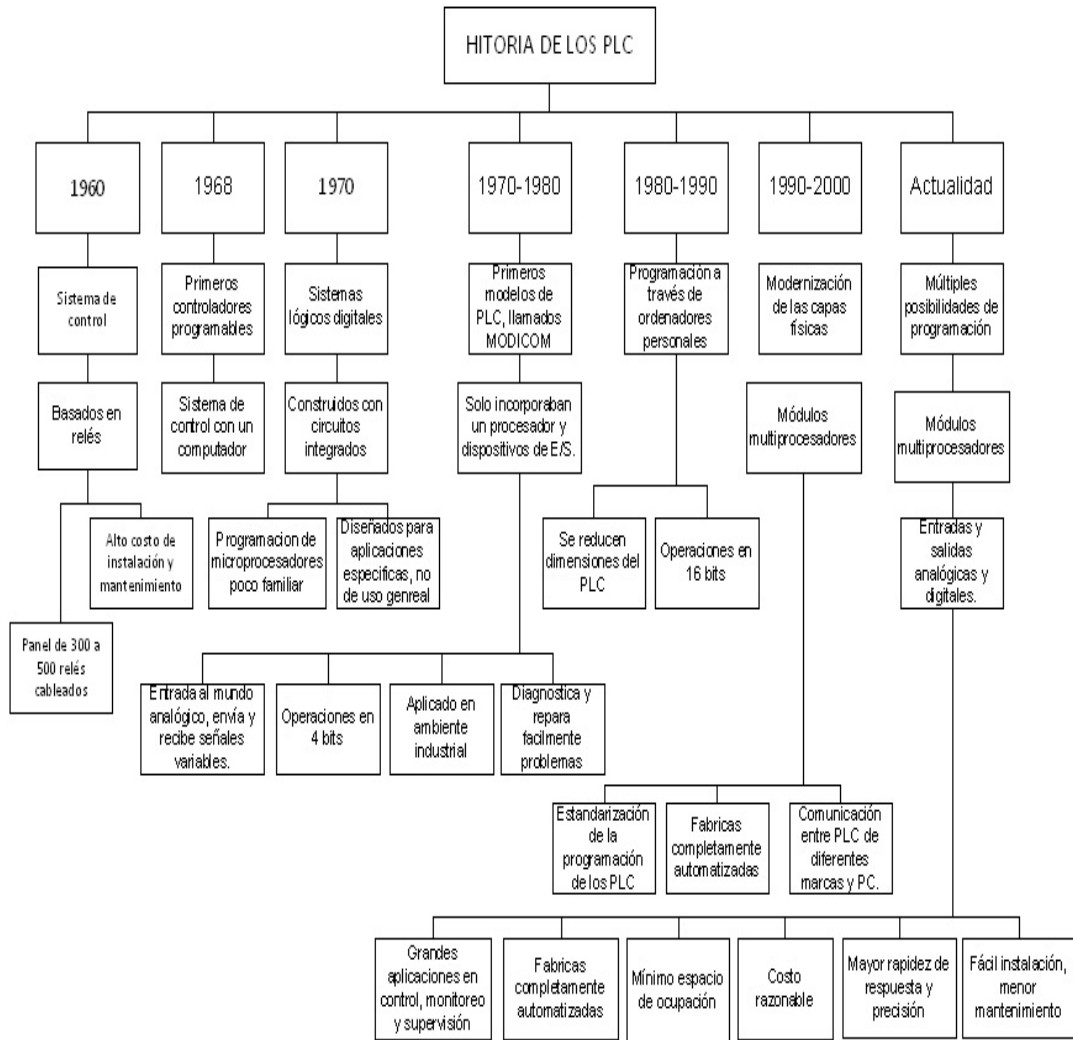 HITORIA DE LOS PLC
1960
1968
1970
1970-1980
1980-1990
1990-2000
Actualidad
Sistema de
control
Primeros
controladores
programables
Sistemas
lógicos digitales
Primeros
modelos de
PLC, llamados
MODICOM
Programación a
través de
ordenadores
personales
Modernización
de las capas
físicas
Múltiples
posibilidades de
programación
Basados en
relés
Sistema de
control con un
computador
Construidos con
circuitos
integrados
Solo incorporaban
un procesador y
dispositivos de E/S.
Módulos
multiprocesadores
Módulos
multiprocesadores
Alto costo de
instalación y
mantenimiento
Programacion de
microprocesadores
poco familiar
Diseñados para
aplicaciones
especificas, no
de uso genreal
Se reducen
dimensiones del
PLC
Operaciones en
16 bits
Entradas y
salidas
analógicas y
digitales.
Panel de 300 a
500 relés
cableados
Entrada al mundo
analógico, envía y
recibe señales
variables.
Operaciones en
4 bits
Aplicado en
ambiente
industrial
Diagnostica y
repara
facilmente
problemas
Estandarización
de la
programación
de los PLC
Fabricas
completamente
automatizadas
Comunicación
entre PLC de
diferentes
marcas y PC.
Grandes
aplicaciones en
control, monitoreo
y supervisión
Fabricas
completamente
automatizadas
Mínimo espacio
de ocupación
Costo
razonable
Mayor rapidez de
respuesta y
precisión
Fácil instalación,
menor
mantenimiento